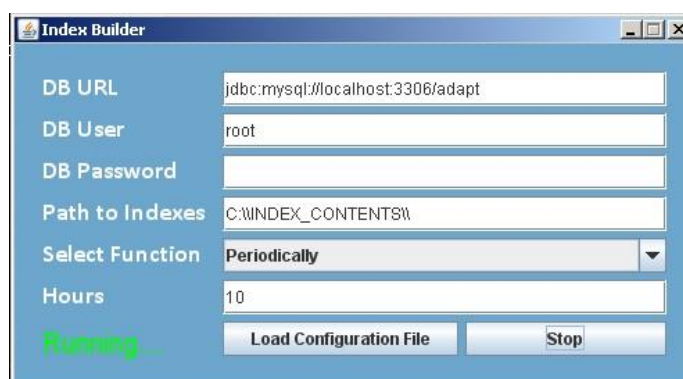 Index Builder
DB URL jdbc:mysql://localhost:3306/adapt
DB User root
DB Password
Path to Indexes C:\\INDEX_CONTENTS\\
Select Function Periodically
Hours 10
Running... Load Configuration File Stop